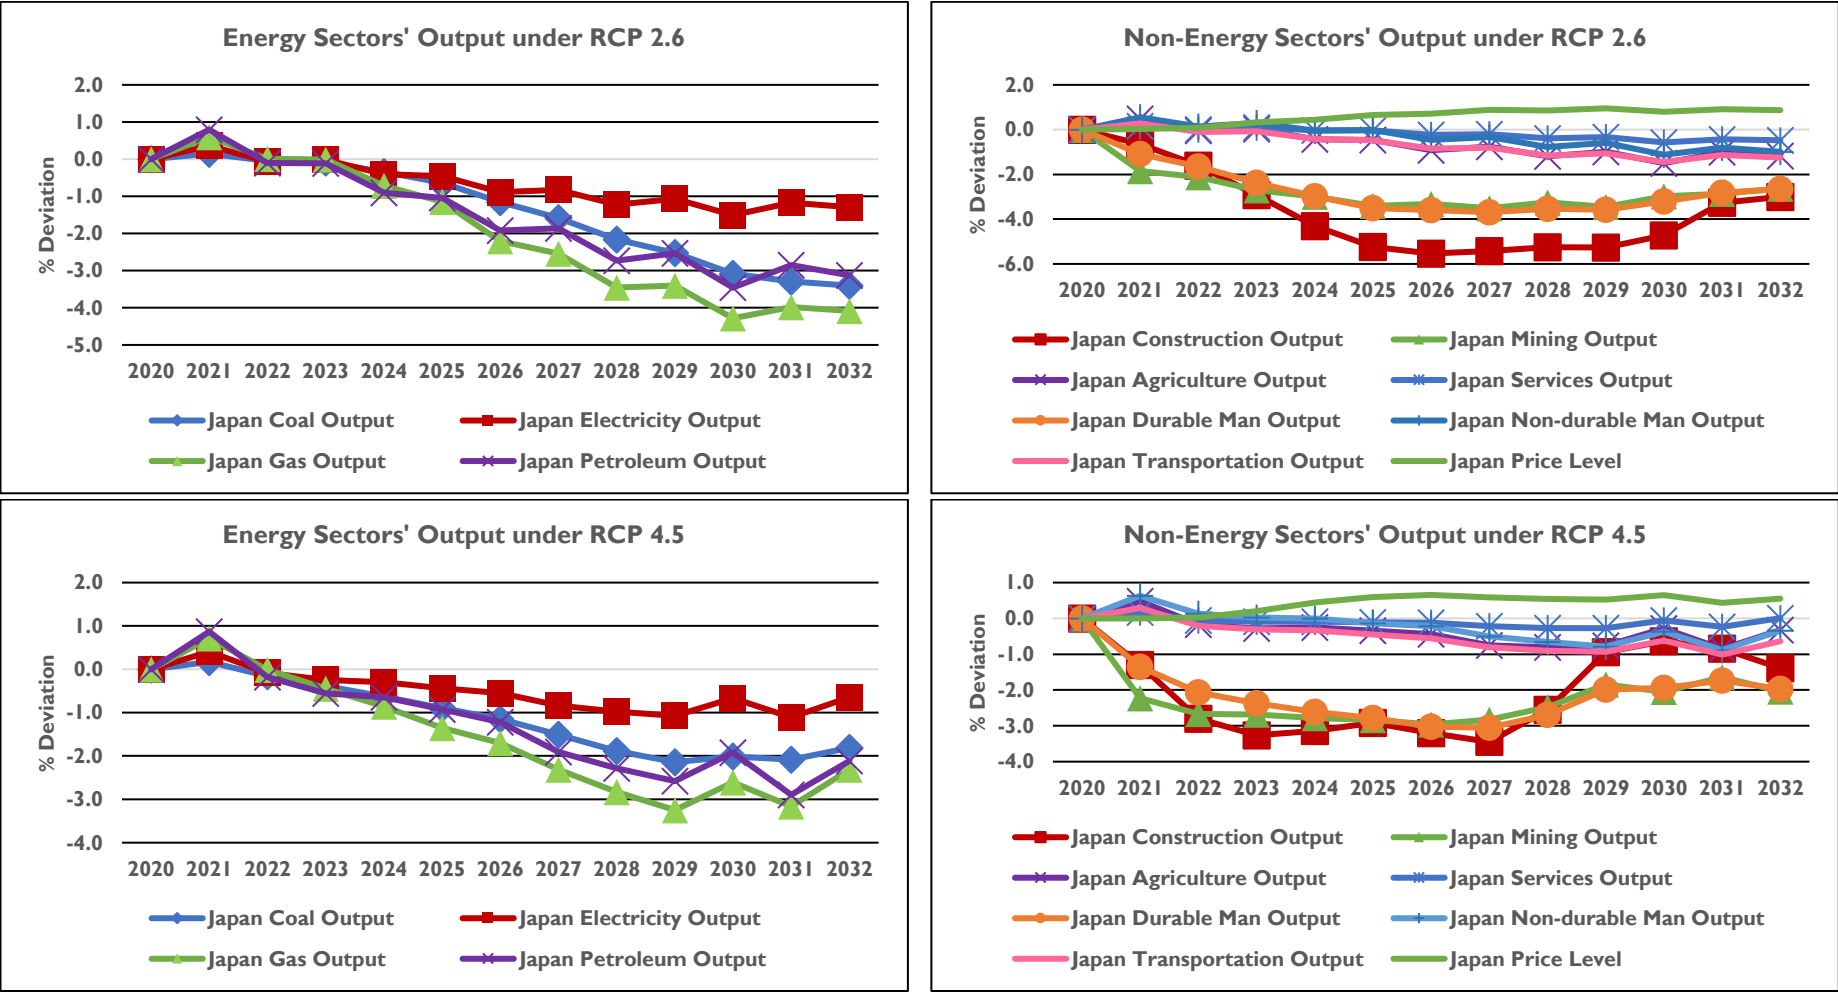 Energy Sectors' Output under RCP 2.6
% Deviation
2.0
1.0
0.0
-1.0
-2.0
-3.0
-4.0
-5.0
2020 2021 2022 2023 2024 2025 2026 2027 2028 2029 2030 2031 2032
Japan Coal Output Japan Electricity Output
Japan Gas Output Japan Petroleum Output
Non-Energy Sectors' Output under RCP 2.6
% Deviation
2.0
0.0
-2.0
-4.0
-6.0
2020 2021 2022 2023 2024 2025 2026 2027 2028 2029 2030 2031 2032
Japan Construction Output Japan Mining Output
Japan Agriculture Output Japan Services Output
Japan Durable Man Output Japan Non-durable Man Output
Japan Transportation Output Japan Price Level
Energy Sectors' Output under RCP 4.5
% Deviation
2.0
1.0
0.0
-1.0
-2.0
-3.0
-4.0
2020 2021 2022 2023 2024 2025 2026 2027 2028 2029 2030 2031 2032
Japan Coal Output Japan Electricity Output
Japan Gas Output Japan Petroleum Output
Non-Energy Sectors' Output under RCP 4.5
% Deviation
1.0
0.0
-1.0
-2.0
-3.0
-4.0
2020 2021 2022 2023 2024 2025 2026 2027 2028 2029 2030 2031 2032
Japan Construction Output Japan Mining Output
Japan Agriculture Output Japan Services Output
Japan Durable Man Output Japan Non-durable Man Output
Japan Transportation Output Japan Price Level